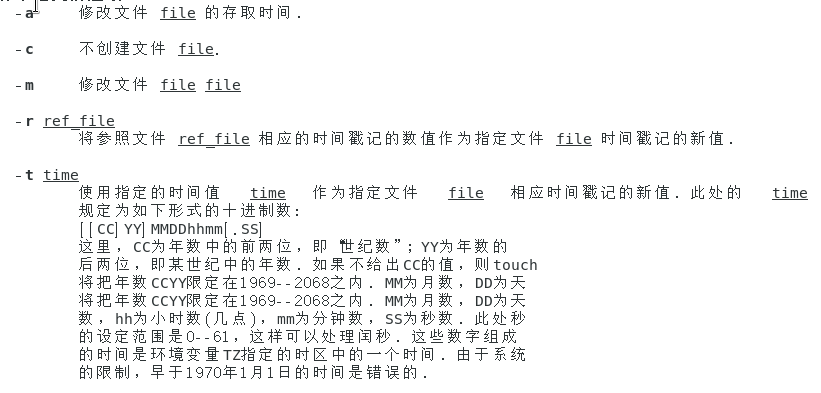 -a 修改文件 file 的存取时间.
-c 不创建文件 file.
-m 修改文件 file file
-r ref_file
将参照文件 ref_file 相应的时间戳记的数值作为指定文件 file 时间戳记的新值.
-t time
使用指定的时间值 time 作为指定文件 file 相应时间戳记的新值. 此处的 time
规定为如下形式的十进制数:
[[CC]YY]MMDDhhmm[.SS]
这里,CC为年数中的前两位,即 “世纪数”;YY为年数的
后两位,即某世纪中的年数. 如果不给出CC的值,则touch
将把年数CCYY限定在1969--2068之内. MM为月数,DD为天
将把年数CCYY限定在1969--2068之内. MM为月数,DD为天
数,hh为小时数(几点),mm为分钟数,SS为秒数. 此处秒
的设定范围是0--61,这样可以处理闰秒. 这些数字组成
的时间是环境变量TZ指定的时区中的一个时间. 由于系统
的限制,早于1970年1月1日的时间是错误的.